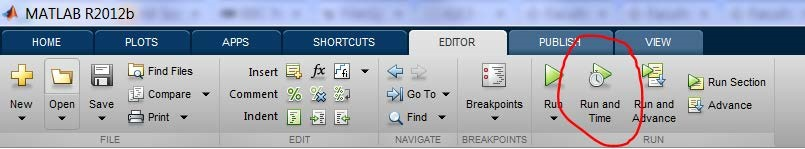 MATLAB R2012b
HOME PLOTS APPS SHORTCUTS EDITOR PUBLISH VIEW
New
Open
Save
Find Files
Compare
Print
FILE
Insert fx
Comment
Indent
EDIT
Go To
Find
NAVIGATE
Breakpoints
BREAKPOINTS
Run
Run and
Time
Run and
Advance
Run Section
Advance
RUN